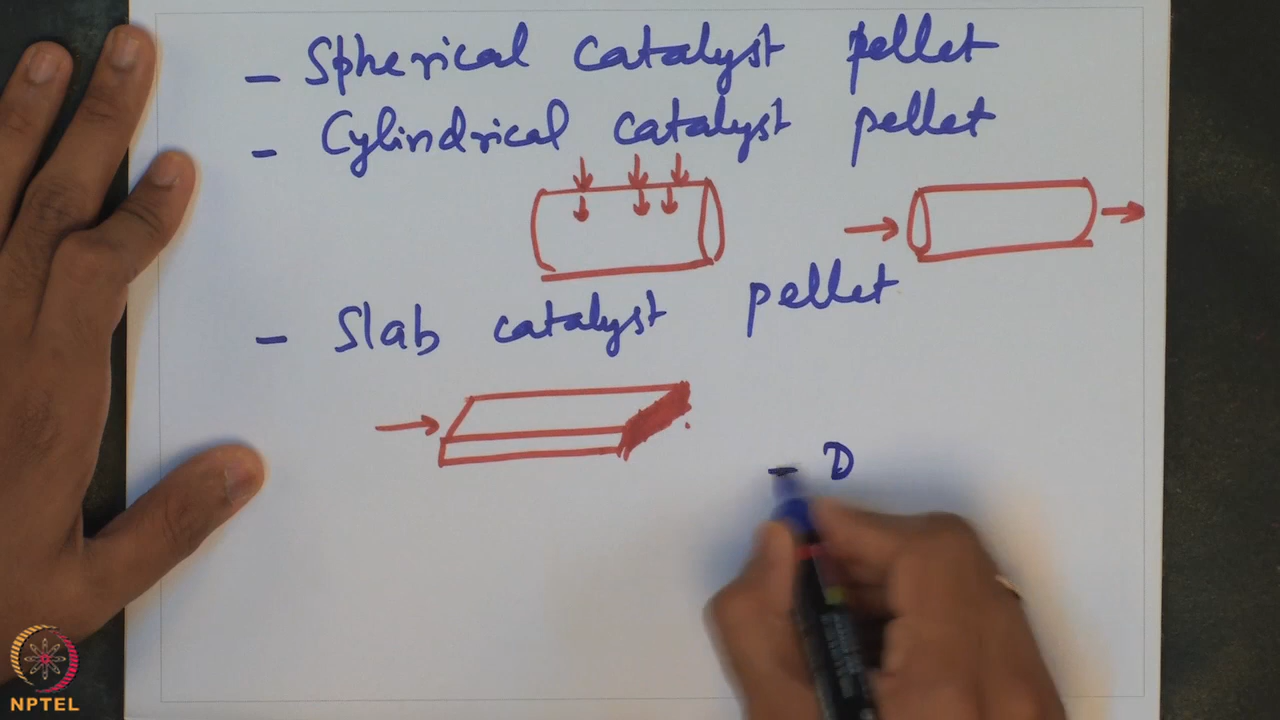 - Spherical catalyst pellet
- Cylindrical catalyst pellet
- Slab catalyst pellet
- D
NPTEL